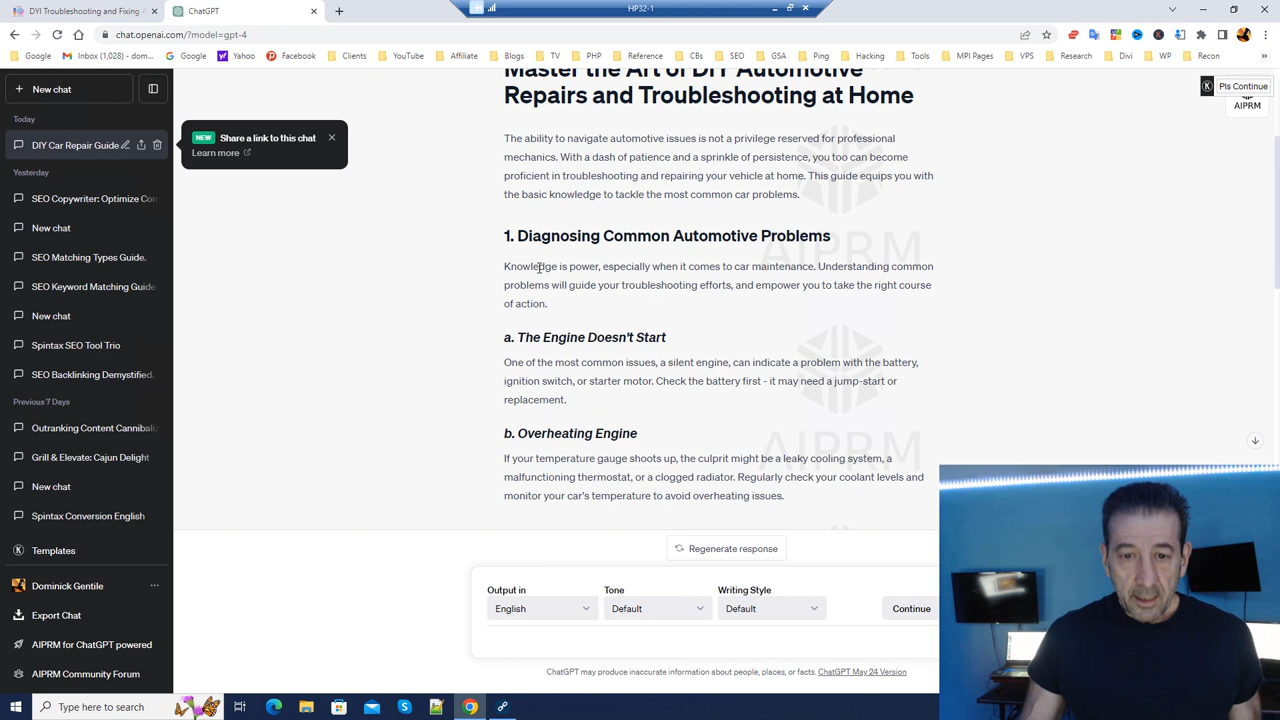 HP32-1
DYI Troubleshooting and Fixing A
ChatGPT
chat.openai.com/?model=gpt-4
Google
Inbox (1,028) – dom...
Google
Yahoo
Facebook
Clients
YouTube
Affiliate
Blogs
TV
PHP
Reference
CBs
SEO
GSA
Ping
Hacking
Tools
MPI Pages
VPS
Research
Divi
WP
Recon
New chat
Today
DIY Car Repair Guide
Yesterday
SEO Copywriter: Optimize Con
New chat
SEO Matching Types Guide.
SEO Keyword Matching Guide
New chat
Spintax SEO Tool Trio
SEO Backlinking Demystified.
Previous 7 Days
Outranking Content Cannibali
Grill & Elevate: Cajun Delight
New chat
Spintax Conversion English
Templates
Dominick Gentile
Export Chat
AIPRM for ChatGPT powered
AIPRM Community Forum
NEW Share a link to this chat
Learn more
Pls Continue
AIPRM
Master the Art of DIY Automotive
Repairs and Troubleshooting at Home
The ability to navigate automotive issues is not a privilege reserved for professional
mechanics. With a dash of patience and a sprinkle of persistence, you too can become
proficient in troubleshooting and repairing your vehicle at home. This guide equips you with
the basic knowledge to tackle the most common car problems.
1. Diagnosing Common Automotive Problems
Knowledge is power, especially when it comes to car maintenance. Understanding common
problems will guide your troubleshooting efforts, and empower you to take the right course
of action.
a. The Engine Doesn't Start
One of the most common issues, a silent engine, can indicate a problem with the battery,
ignition switch, or starter motor. Check the battery first - it may need a jump-start or
replacement.
b. Overheating Engine
If your temperature gauge shoots up, the culprit might be a leaky cooling system, a
malfunctioning thermostat, or a clogged radiator. Regularly check your coolant levels and
monitor your car's temperature to avoid overheating issues.
AIPRM
AIPRM
Regenerate response
Output in
Tone
Writing Style
English
Default
Default
Continue
ChatGPT may produce inaccurate information about people, places, or facts. ChatGPT May 24 Version
Type here to search